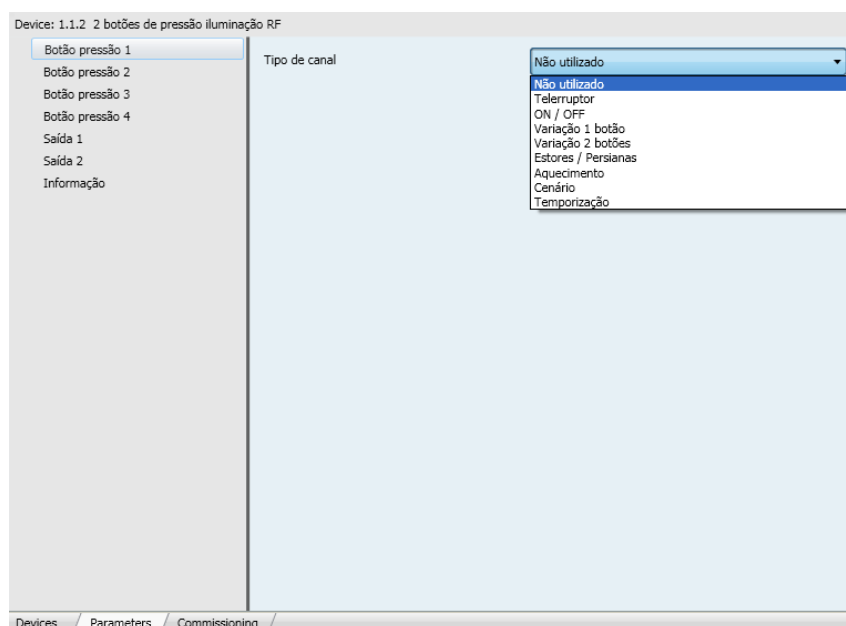 Device: 1.1.2 2 botões de pressão iluminação RF
Botão pressão 1
Botão pressão 2
Botão pressão 3
Botão pressão 4
Saída 1
Saída 2
Informação
Tipo de canal
Não utilizado
Não utilizado
Telerruptor
ON / OFF
Variação 1 botão
Variação 2 botões
Estores / Persianas
Aquecimento
Cenário
Temporização
Devices / Parameters / Commissioning /